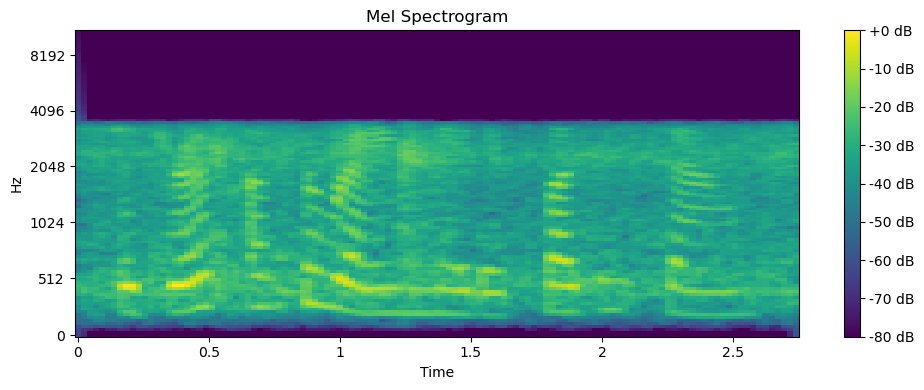 Mel Spectrogram
Hz
8192
4096
2048
1024
512
0
0
0.5
1
1.5
2
2.5
Time
+0 dB
-10 dB
-20 dB
-30 dB
-40 dB
-50 dB
-60 dB
-70 dB
-80 dB